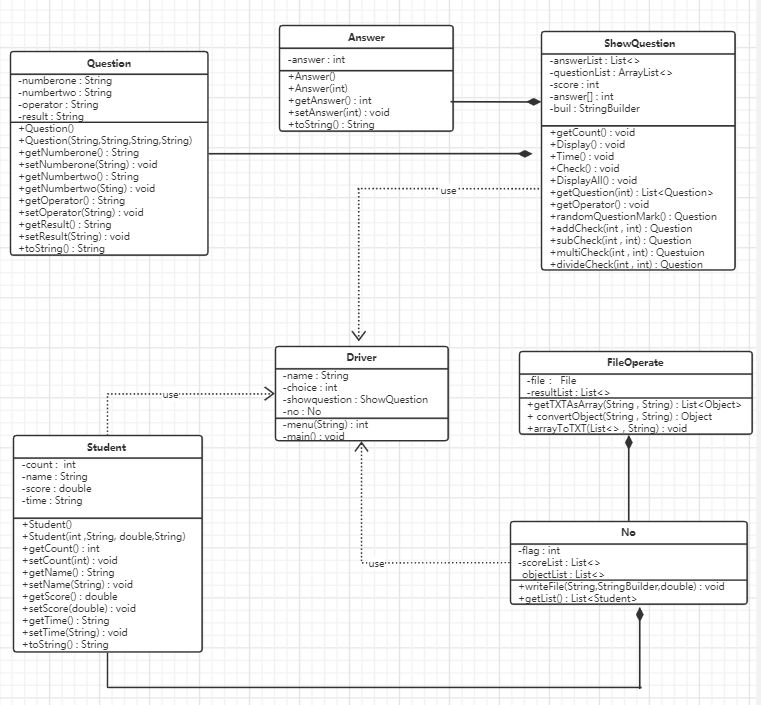 Question
-numberone : String
-numbertwo : String
-operator : String
-result : String
+Question()
+Question(String,String,String,String)
+getNumberone() : String
+setNumberone(String) : void
+getNumbertwo() : String
+getNumbertwo(Sting) : void
+getOperator() : String
+setOperator(String) : void
+getResult() : String
+setResult(String) : void
+toString() : String
Answer
-answer : int
+Answer()
+Answer(int)
+getAnswer() : int
+setAnswer(int) : void
+toString() : String
ShowQuestion
-answerList : List<>
-questionList : ArrayList<>
-score : int
-answer[] : int
-buil : StringBuilder
+getCount() : void
+Display() : void
+Time() : void
+Check() : void
+DisplayAll() : void
+getQuestion(int) : List<Question>
+getOperator() : void
+randomQuestionMark() : Question
+addCheck(int , int) : Question
+subCheck(int , int) : Question
+multiCheck(int , int) : Questuion
+divideCheck(int , int) : Question
use
Driver
-name : String
-choice : int
-showquestion : ShowQuestion
-no : No
-menu(String) : int
-main() : void
FileOperate
-file : File
-resultList : List<>
+getTXTAsArray(String , String) : List<Object>
+ convertObject(String , String) : Object
+arrayToTXT(List<> , String) : void
use
Student
-count : int
-name : String
-score : double
-time : String
+Student()
+Student(int ,String, double,String)
+getCount() : int
+setCount(int) : void
+getName() : String
+setName(String) : void
+getScore() : double
+setScore(double) : void
+getTime() : String
+setTime(String) : void
+toString() : String
use
No
-flag : int
-scoreList : List<>
objectList : List<>
+writeFile(String,StringBuilder,double) : void
+getList() : List<Student>